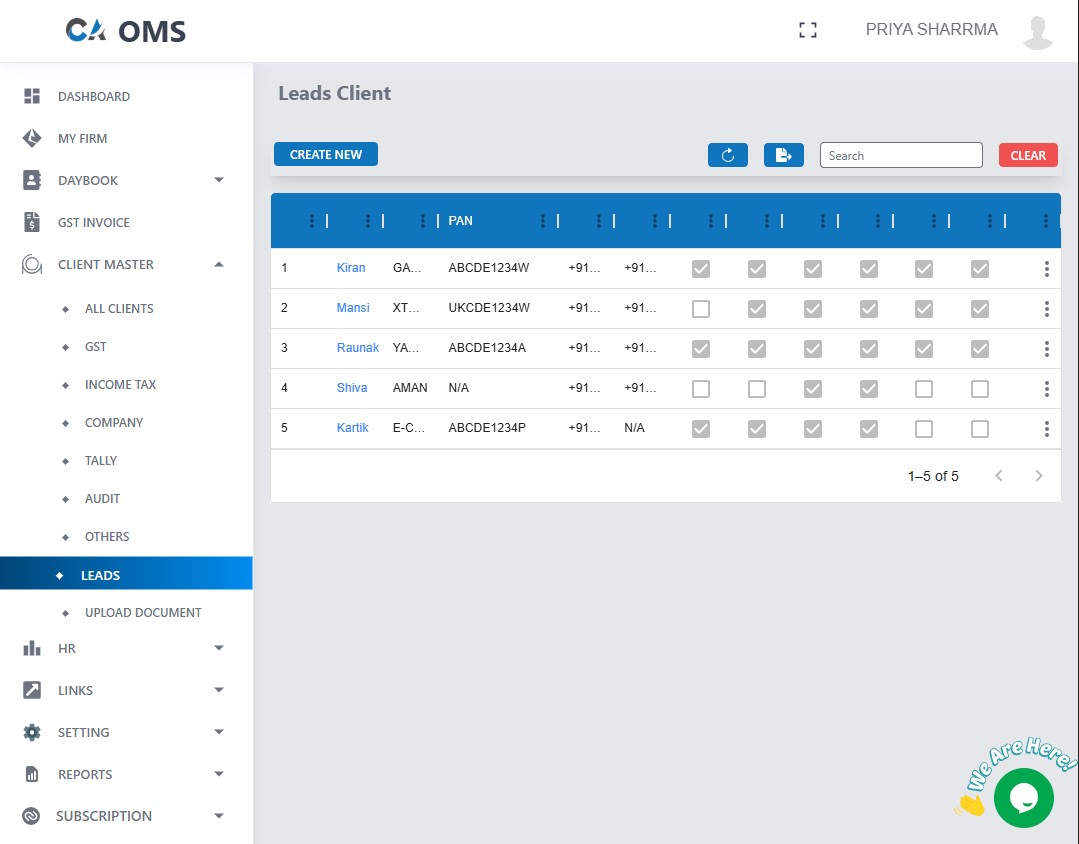 CA OMS
PRIYA SHARRMA
DASHBOARD
MY FIRM
DAYBOOK
GST INVOICE
CLIENT MASTER
ALL CLIENTS
GST
INCOME TAX
COMPANY
TALLY
AUDIT
OTHERS
LEADS
UPLOAD DOCUMENT
HR
LINKS
SETTING
REPORTS
SUBSCRIPTION
Leads Client
CREATE NEW
Search
CLEAR
PAN
1 Kiran GA... ABCDE1234W +91... +91...
2 Mansi XT... UKCDE1234W +91... +91...
3 Raunak YA... ABCDE1234A +91... +91...
4 Shiva AMAN N/A +91... +91...
5 Kartik E-C... ABCDE1234P +91... N/A
1–5 of 5
We Are Here!